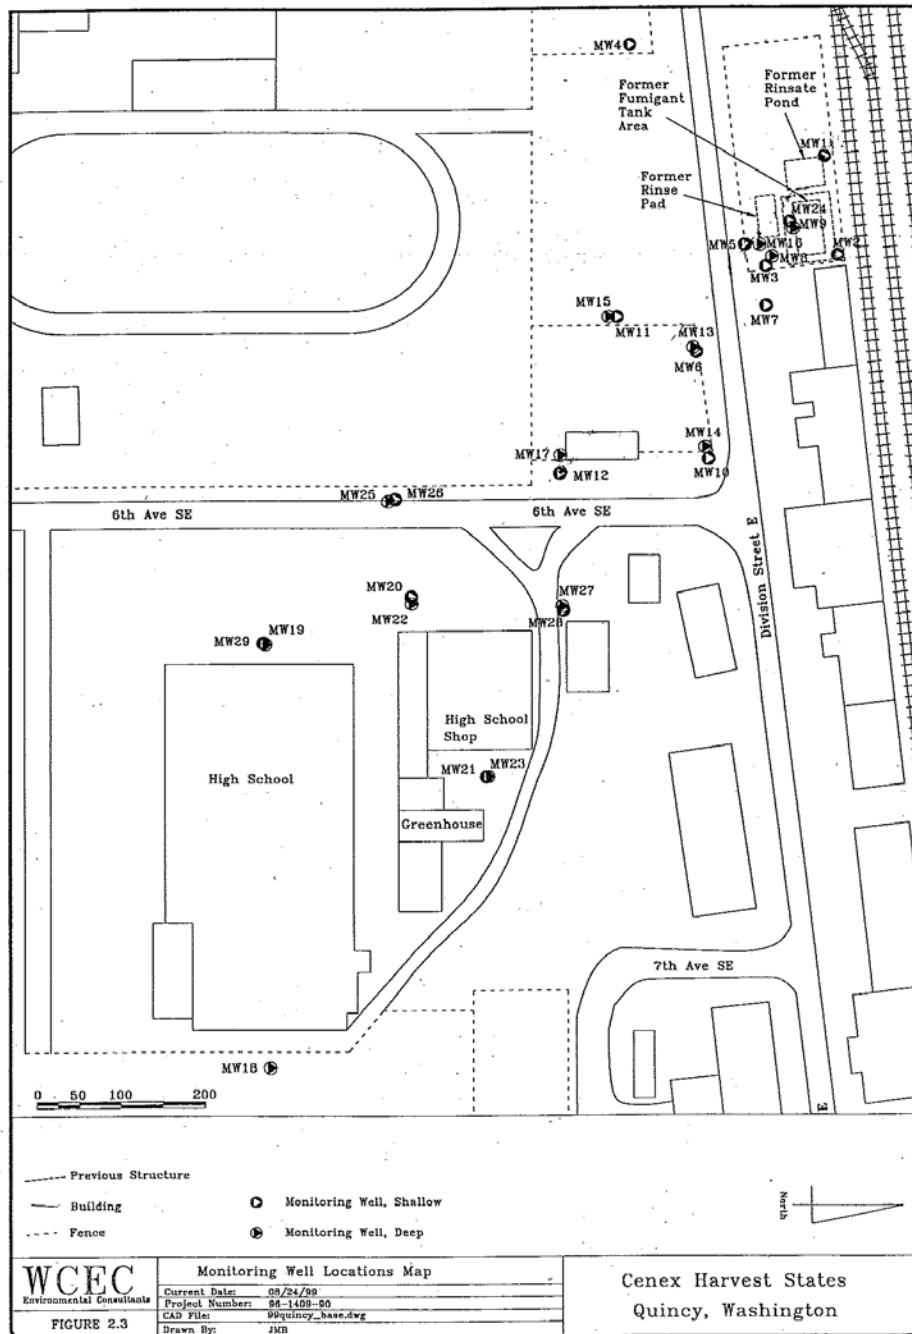 MW4
Former
Fumigant
Tank
Area
Former
Rinsate
Pond
MW1
Former
Rinse
Pad
MW24
MW9
MW5
MW16
MW8
MW2
MW3
MW7
MW15
MW11
MW13
MW6
MW14
MW10
MW17
MW12
MW25
MW26
6th Ave SE
6th Ave SE
Division Street E
MW20
MW22
MW27
MW28
MW19
MW29
High School
Shop
MW21
MW23
High School
Greenhouse
7th Ave SE
MW18
0 50 100 200
E
Previous Structure
Building
Fence
Monitoring Well, Shallow
Monitoring Well, Deep
North
WCEC
Environmental Consultants
FIGURE 2.3
Monitoring Well Locations Map
Current Date: 08/24/99
Project Number: 96-1409-90
CAD File: 99quincy_base.dwg
Drawn By: JMB
Cenex Harvest States
Quincy, Washington